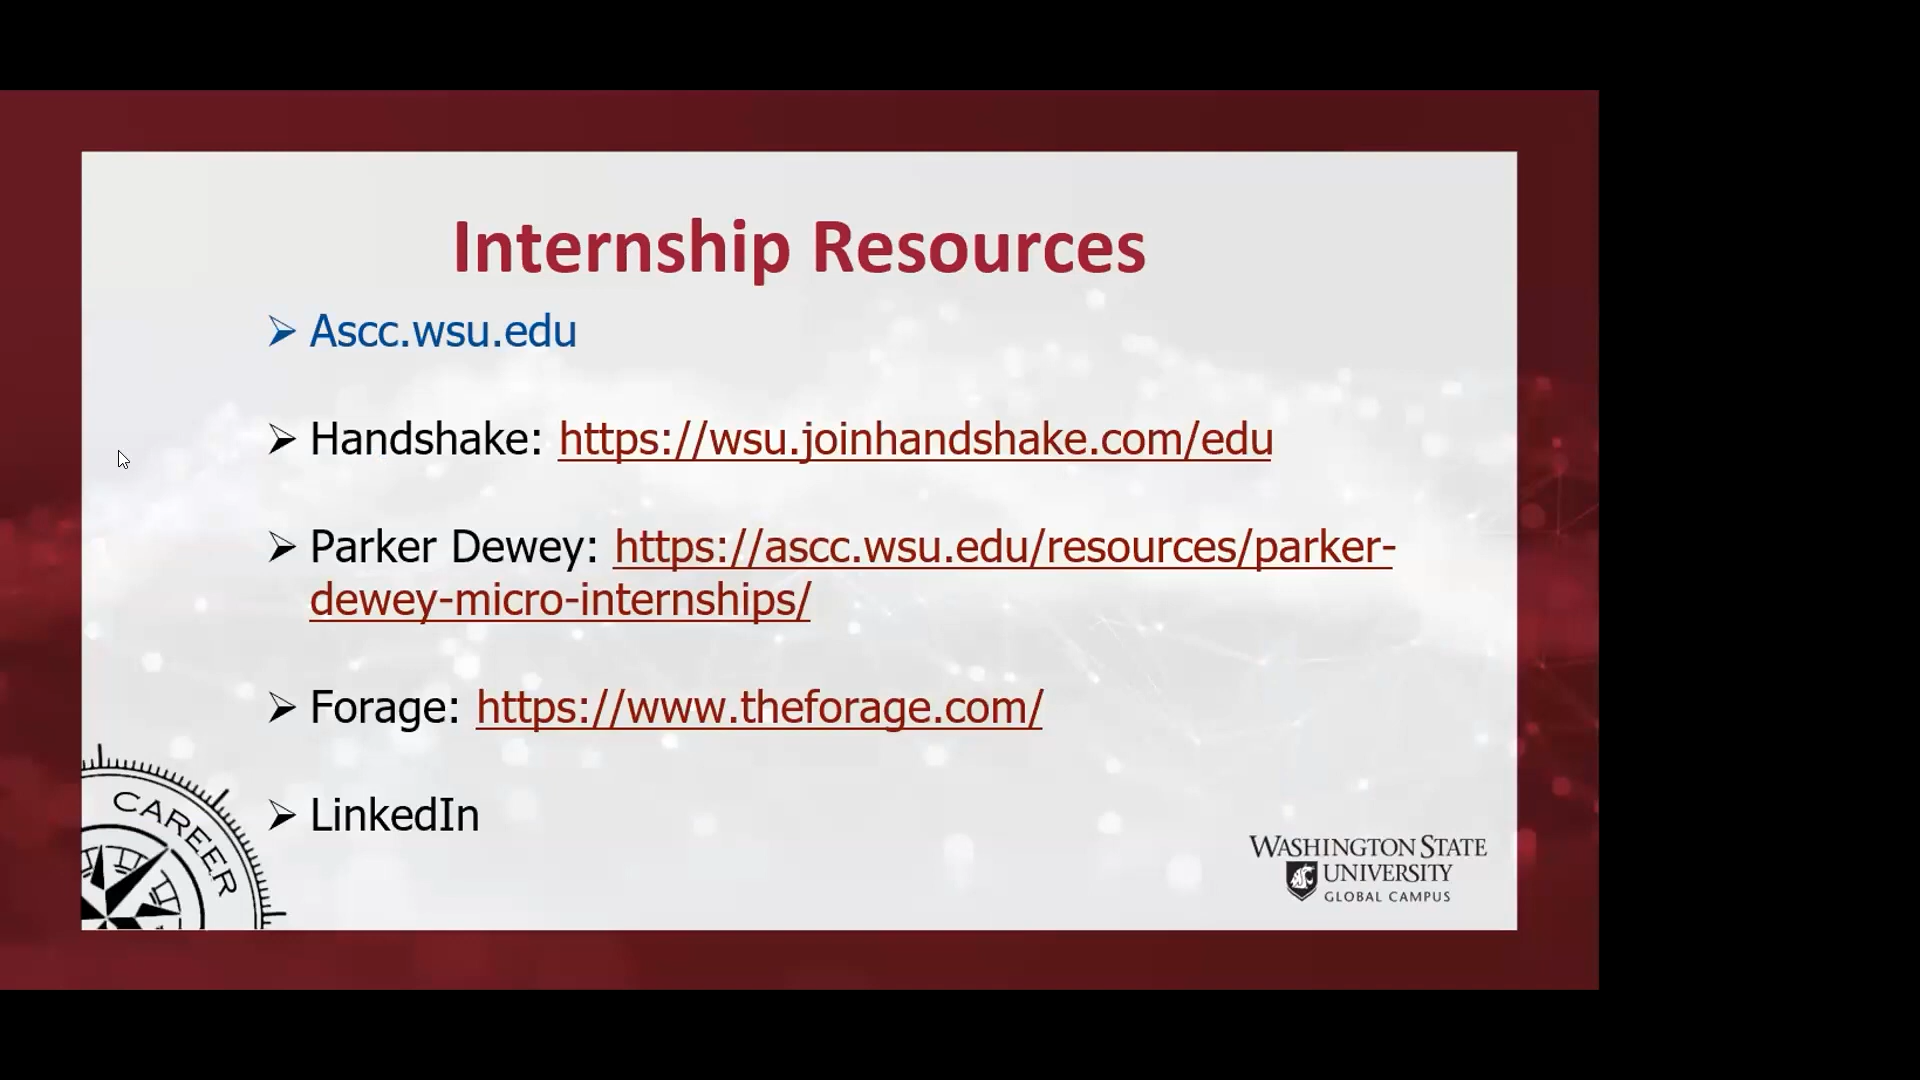 Internship Resources
Ascc.wsu.edu
Handshake: https://wsu.joinhandshake.com/edu
Parker Dewey: https://ascc.wsu.edu/resources/parker-
dewey-micro-internships/
Forage: https://www.theforage.com/
LinkedIn
CAREER
WASHINGTON STATE
UNIVERSITY
GLOBAL CAMPUS